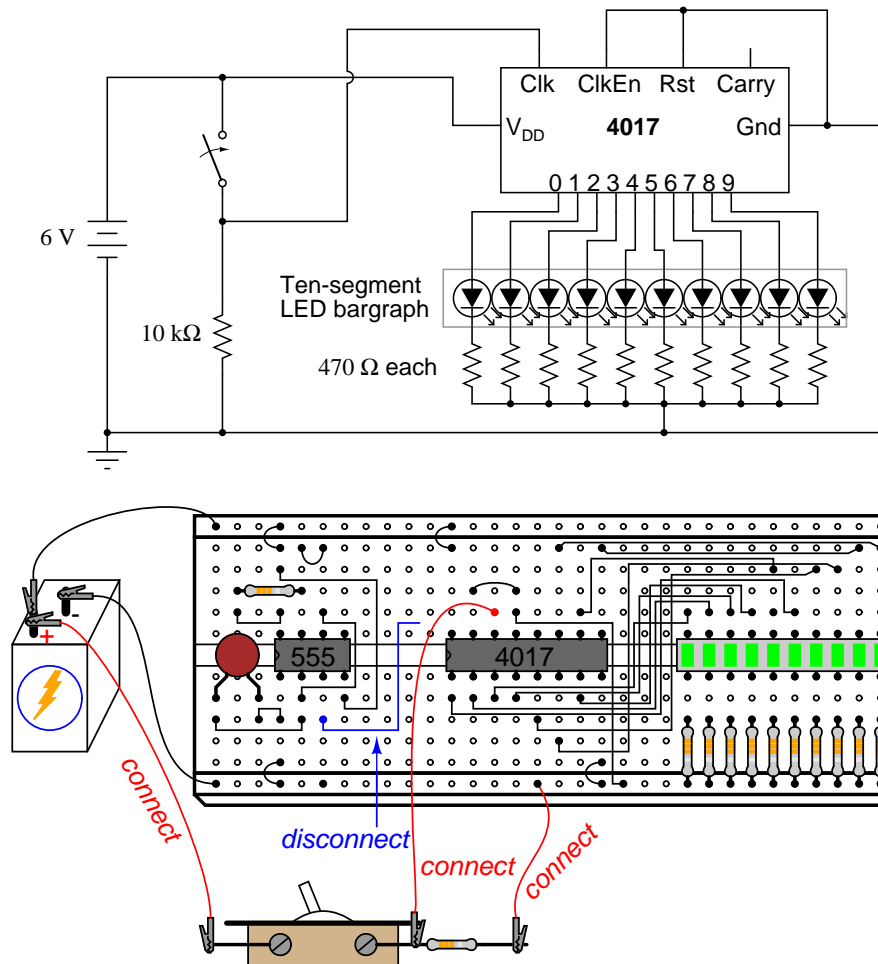 Clk ClkEn Rst Carry
V_DD 4017 Gnd
0 1 2 3 4 5 6 7 8 9
6 V
Ten-segment
LED bargraph
10 kΩ
470 Ω each
-
+
555
4017
connect
disconnect
connect
connect